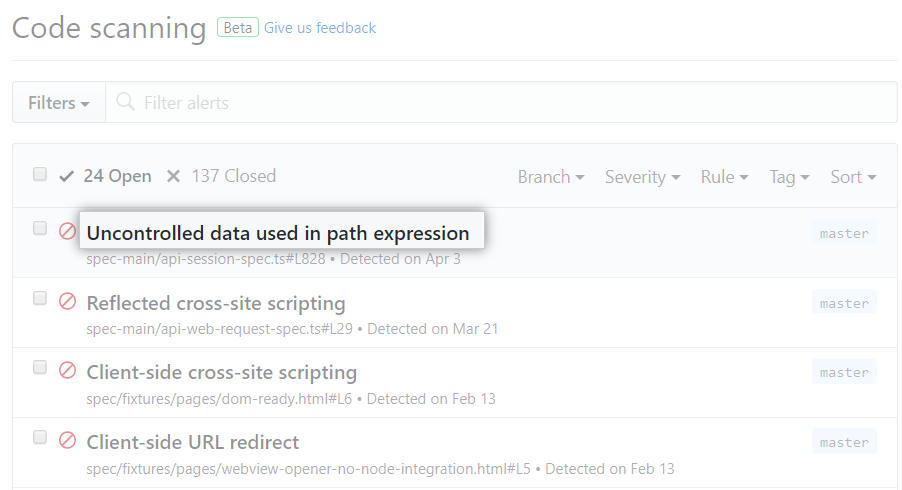 Code scanning Beta Give us feedback
Filters Filter alerts
24 Open 137 Closed Branch Severity Rule Tag Sort
Uncontrolled data used in path expression master
spec-main/api-session-spec.ts#L828 • Detected on Apr 3
Reflected cross-site scripting master
spec-main/api-web-request-spec.ts#L29 • Detected on Mar 21
Client-side cross-site scripting master
spec/fixtures/pages/dom-ready.html#L6 • Detected on Feb 13
Client-side URL redirect master
spec/fixtures/pages/webview-opener-no-node-integration.html#L5 • Detected on Feb 13